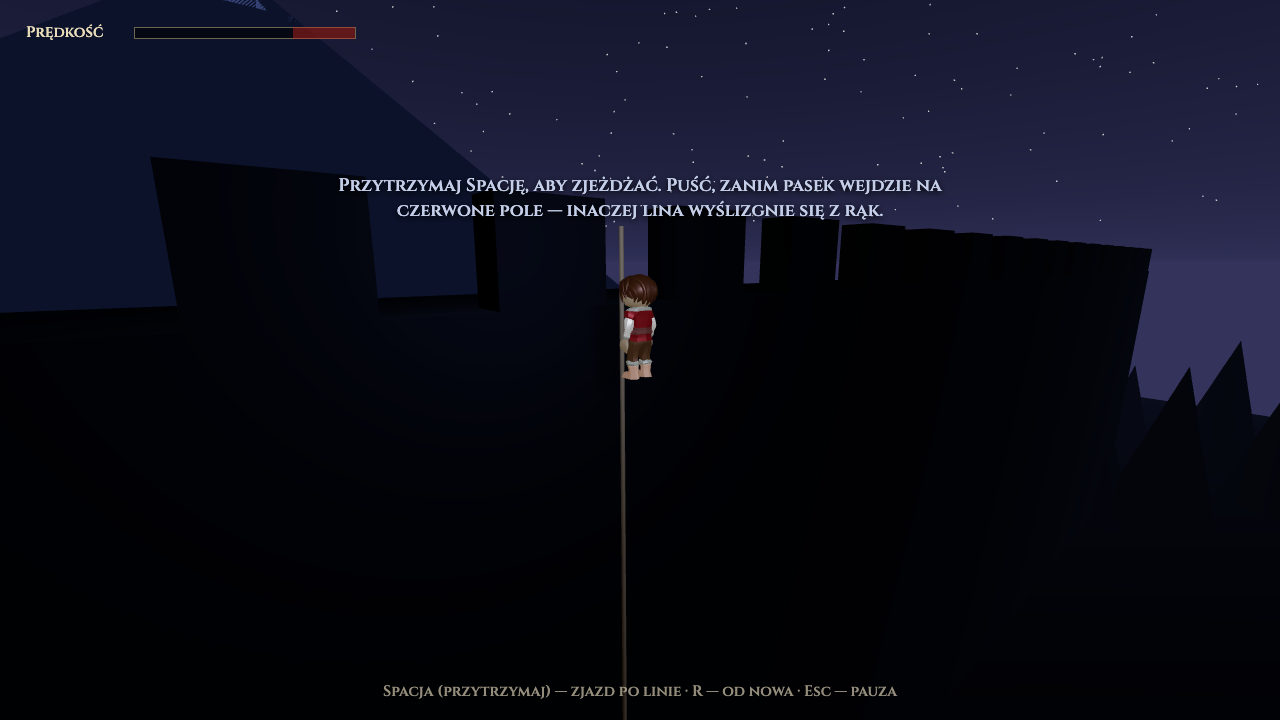 Prędkość
Przytrzymaj Spację, aby zjeżdżać. Puść, zanim pasek wejdzie na
czerwone pole — inaczej lina wyślizgnie się z rąk.
Spacja (przytrzymaj) — zjazd po linie · R — od nowa · Esc — pauza